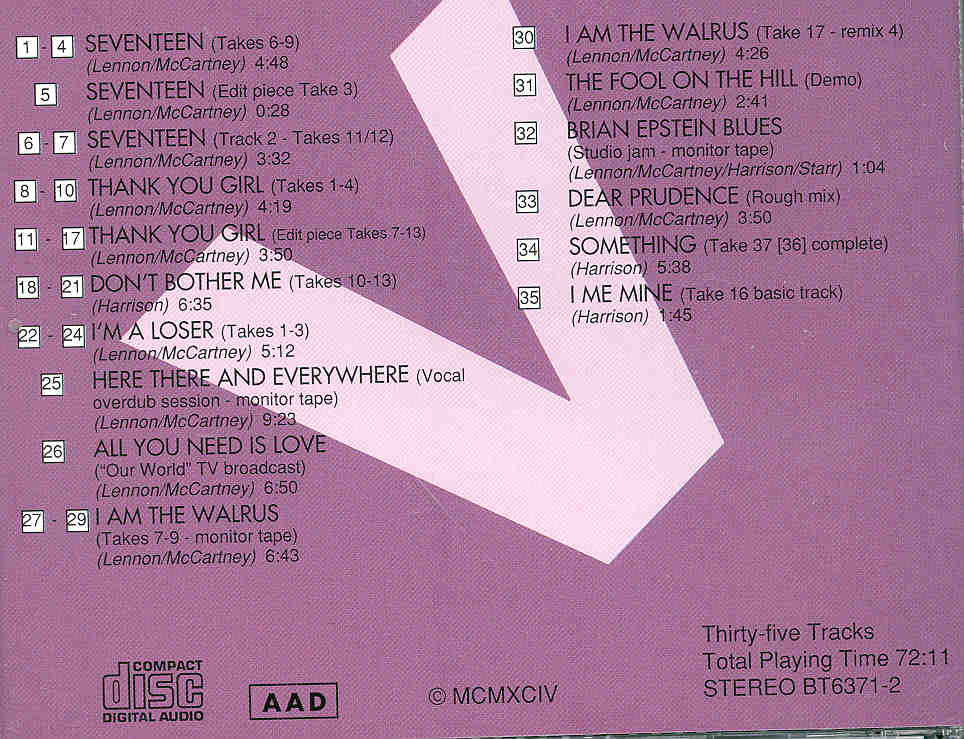 1 - 4 SEVENTEEN (Takes 6-9)
(Lennon/McCartney) 4:48
5 SEVENTEEN (Edit piece Take 3)
(Lennon/McCartney) 0:28
6 - 7 SEVENTEEN (Track 2 - Takes 11/12)
(Lennon/McCartney) 3:32
8 - 10 THANK YOU GIRL (Takes 1-4)
(Lennon/McCartney) 4:19
11 - 17 THANK YOU GIRL (Edit piece Takes 7-13)
(Lennon/McCartney) 3:50
18 - 21 DON'T BOTHER ME (Takes 10-13)
(Harrison) 6:35
22 - 24 I'M A LOSER (Takes 1-3)
(Lennon/McCartney) 5:12
25 HERE THERE AND EVERYWHERE (Vocal
overdub session - monitor tape)
(Lennon/McCartney) 9:23
26 ALL YOU NEED IS LOVE
("Our World" TV broadcast)
(Lennon/McCartney) 6:50
27 - 29 I AM THE WALRUS
(Takes 7-9 - monitor tape)
(Lennon/McCartney) 6:43
30 I AM THE WALRUS (Take 17 - remix 4)
(Lennon/McCartney) 4:26
31 THE FOOL ON THE HILL (Demo)
(Lennon/McCartney) 2:41
32 BRIAN EPSTEIN BLUES
(Studio jam - monitor tape)
(Lennon/McCartney/Harrison/Starr) 1:04
33 DEAR PRUDENCE (Rough mix)
(Lennon/McCartney) 3:50
34 SOMETHING (Take 37 [36] complete)
(Harrison) 5:38
35 I ME MINE (Take 16 basic track)
(Harrison) 1:45
COMPACT
disc
DIGITAL AUDIO
AAD
© MCMXCIV
Thirty-five Tracks
Total Playing Time 72:11
STEREO BT6371-2